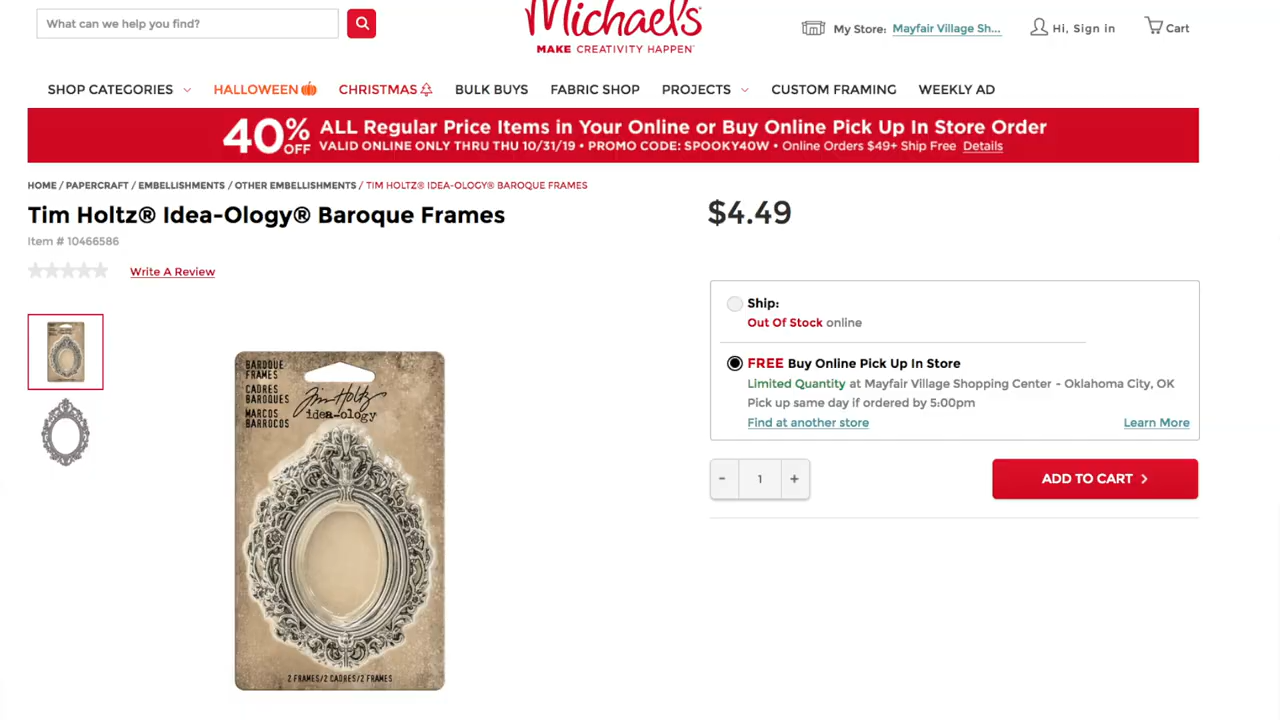 What can we help you find?
Michaels®
MAKE CREATIVITY HAPPEN™
My Store: Mayfair Village Sh...
Hi, Sign in
Cart
SHOP CATEGORIES
HALLOWEEN
CHRISTMAS
BULK BUYS
FABRIC SHOP
PROJECTS
CUSTOM FRAMING
WEEKLY AD
40% OFF
ALL Regular Price Items in Your Online or Buy Online Pick Up In Store Order
VALID ONLINE ONLY THRU THU 10/31/19 • PROMO CODE: SPOOKY40W • Online Orders $49+ Ship Free Details
HOME / PAPERCRAFT / EMBELLISHMENTS / OTHER EMBELLISHMENTS / TIM HOLTZ® IDEA-OLOGY® BAROQUE FRAMES
Tim Holtz® Idea-Ology® Baroque Frames
Item # 10466586
Write A Review
$4.49
Ship:
Out Of Stock online
FREE Buy Online Pick Up In Store
Limited Quantity at Mayfair Village Shopping Center - Oklahoma City, OK
Pick up same day if ordered by 5:00pm
Find at another store
Learn More
- 1 +
ADD TO CART
BAROQUE
FRAMES
CADRES
BAROQUES
MARCOS
BARROCOS
Tim Holtz
idea-ology
2 FRAMES/2 CADRES/2 FRAMES